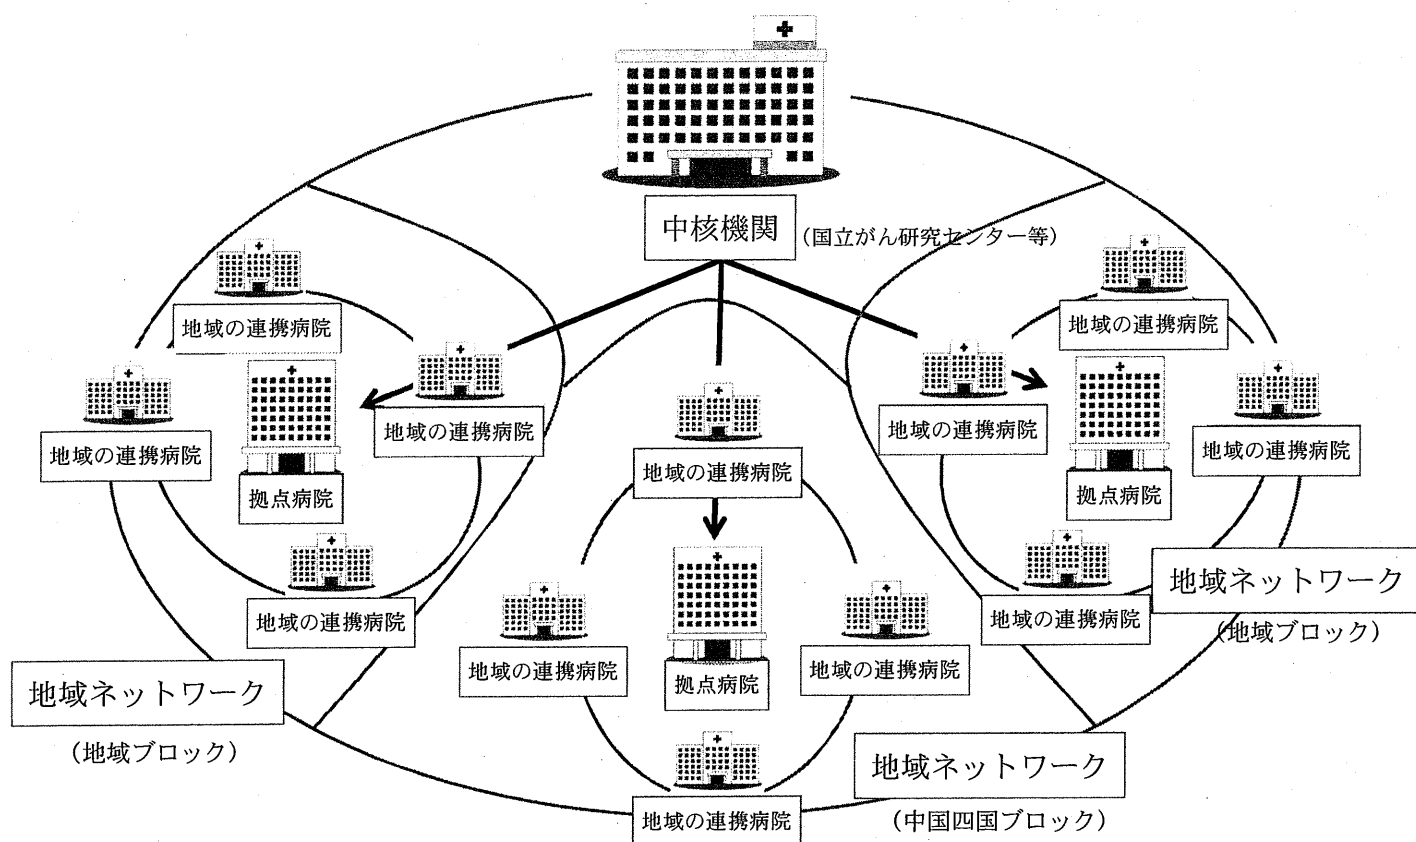 中核機関
(国立がん研究センター等)
地域の連携病院
地域の連携病院
地域の連携病院
拠点病院
地域の連携病院
地域ネットワーク
(地域ブロック)
地域の連携病院
地域の連携病院
地域の連携病院
拠点病院
地域の連携病院
地域ネットワーク
(中国四国ブロック)
地域の連携病院
地域の連携病院
地域の連携病院
拠点病院
地域の連携病院
地域ネットワーク
(地域ブロック)